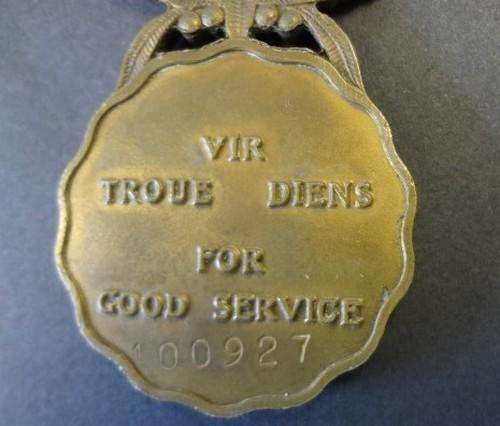 VIR
TROUE DIENS
FOR
GOOD SERVICE
100927